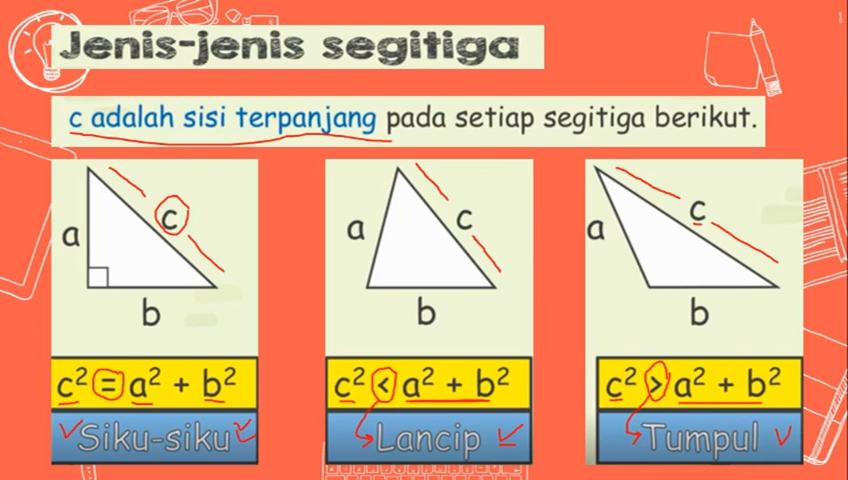 Jenis-jenis segitiga
c adalah sisi terpanjang pada setiap segitiga berikut.
a
c
b
a
c
b
a
c
b
c² = a² + b²
c² < a² + b²
c² > a² + b²
Siku-siku
Lancip
Tumpul